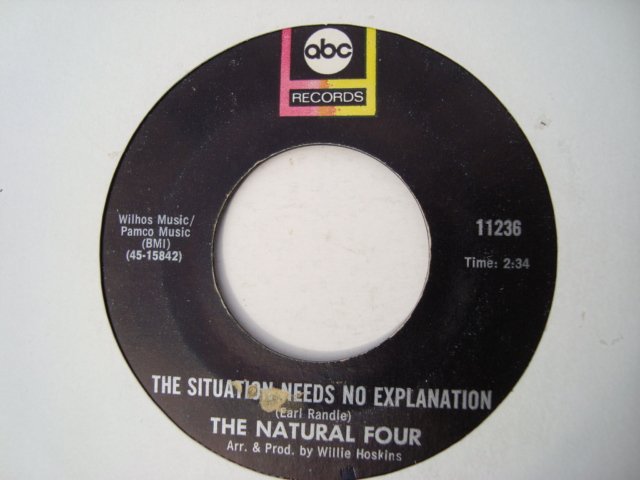 abc
RECORDS
Wilhos Music/
Pamco Music
(BMI)
(45-15842)
11236
Time: 2:34
THE SITUATION NEEDS NO EXPLANATION
(Earl Randle)
THE NATURAL FOUR
Arr. & Prod. by Willie Hoskins